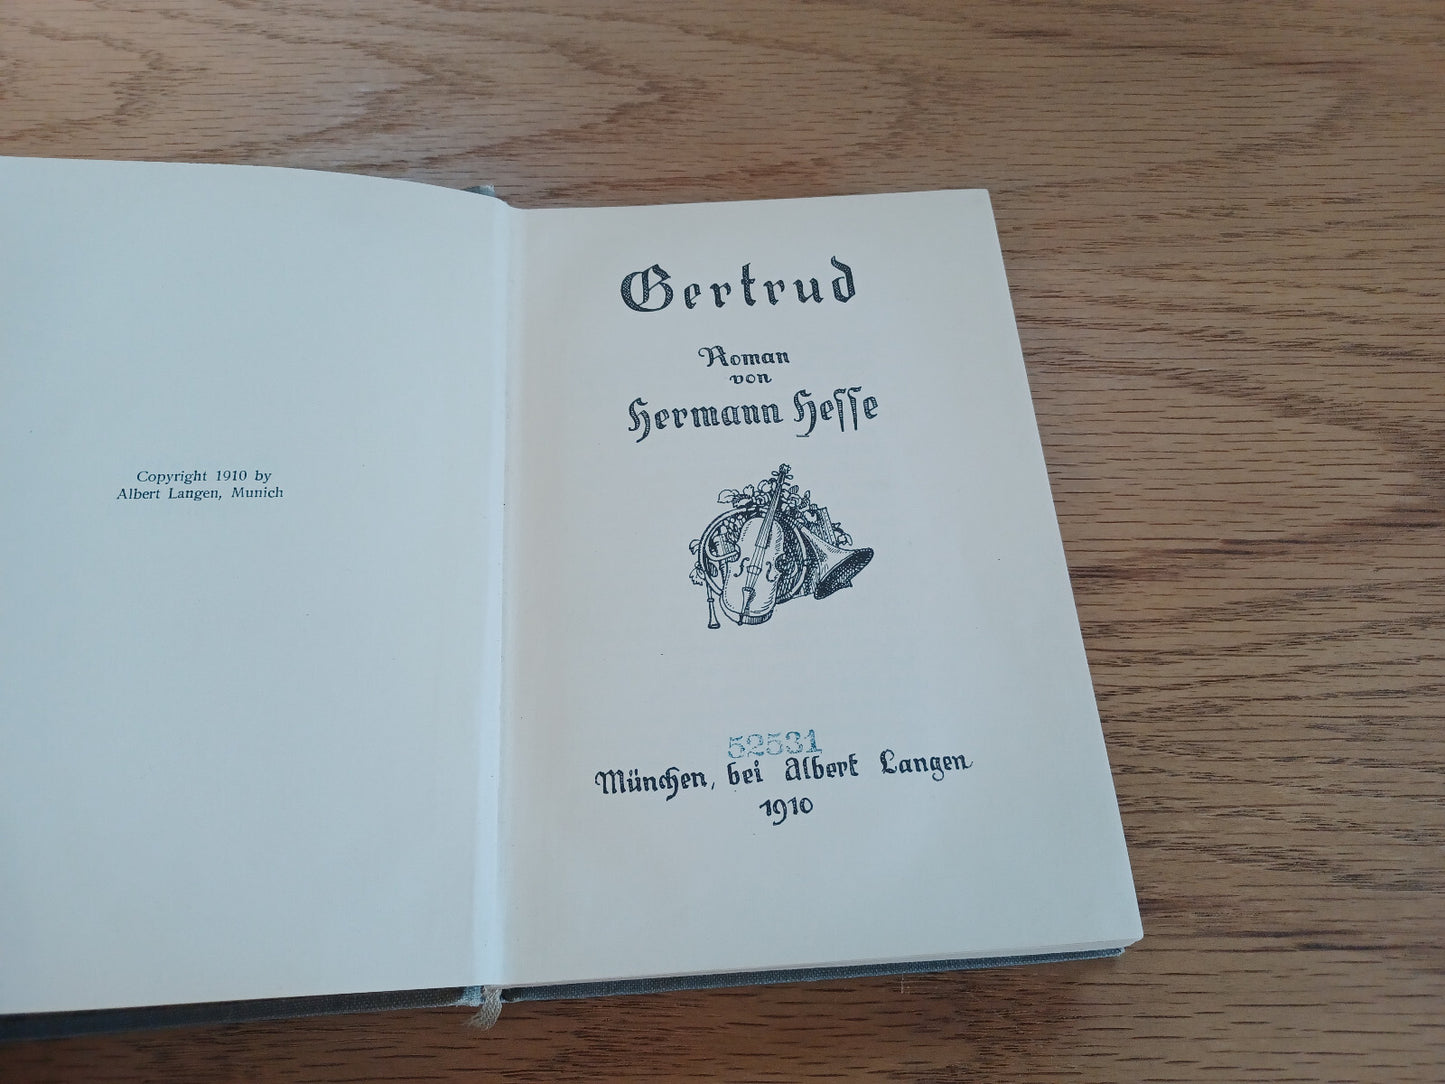 Copyright 1910 by
Albert Langen, Munich
Gertrud
Roman
von
Hermann Hesse
52531
München, bei Albert Langen
1910